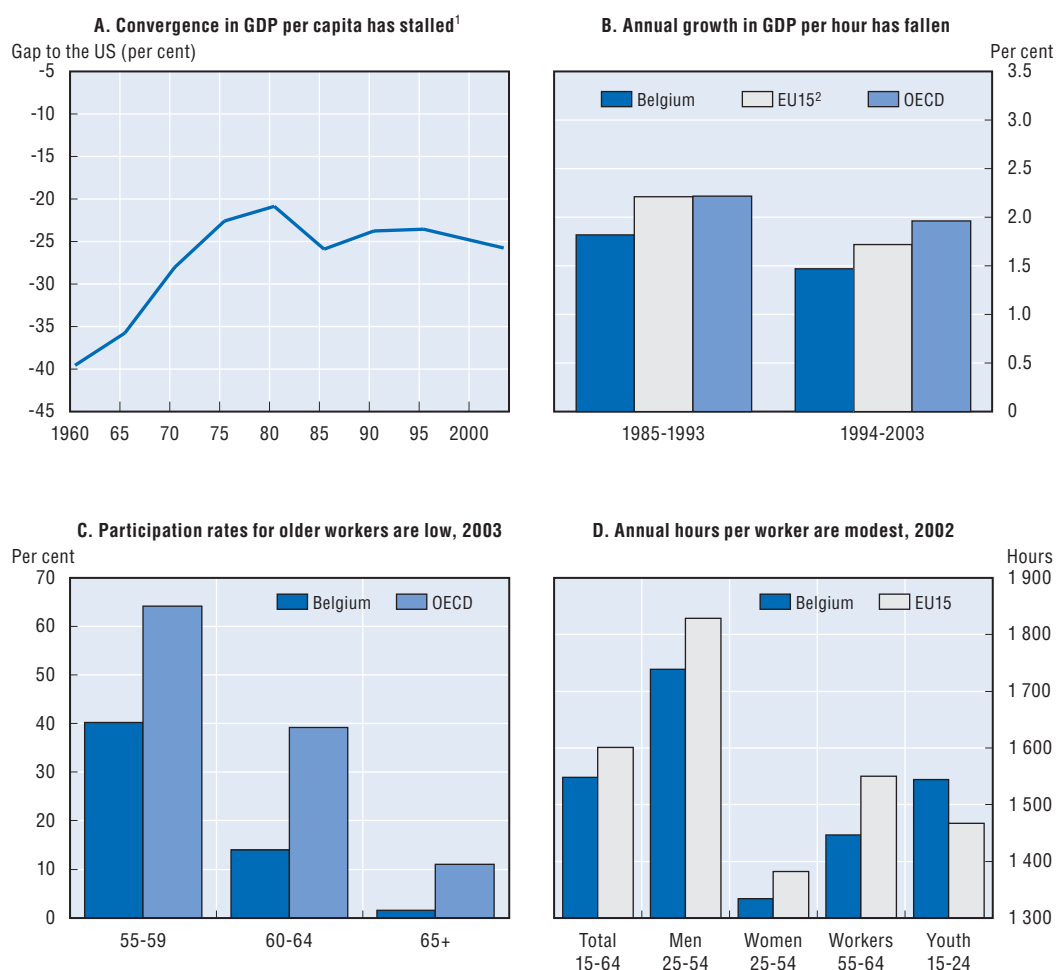 A. Convergence in GDP per capita has stalled¹
Gap to the US (per cent)
-5
-10
-15
-20
-25
-30
-35
-40
-45
1960 65 70 75 80 85 90 95 2000
B. Annual growth in GDP per hour has fallen
Per cent
3.5
Belgium EU15² OECD
3.0
2.5
2.0
1.5
1.0
0.5
0
1985-1993 1994-2003
C. Participation rates for older workers are low, 2003
Per cent
70
Belgium OECD
60
50
40
30
20
10
0
55-59 60-64 65+
D. Annual hours per worker are modest, 2002
Hours
1 900
Belgium EU15
1 800
1 700
1 600
1 500
1 400
1 300
Total Men Women Workers Youth
15-64 25-54 25-54 55-64 15-24